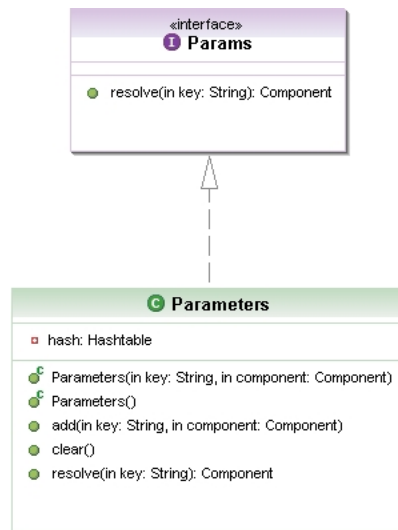 «interface»
I Params
resolve(in key: String): Component
C Parameters
hash: Hashtable
C Parameters(in key: String, in component: Component)
C Parameters()
add(in key: String, in component: Component)
clear()
resolve(in key: String): Component